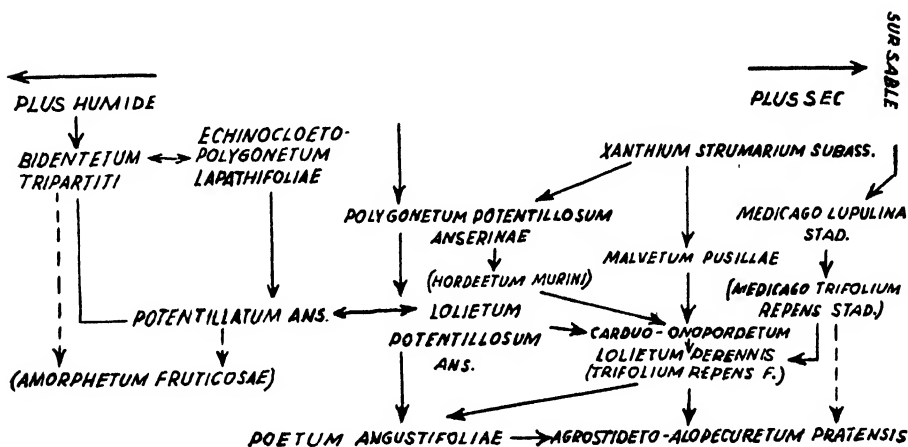 SUR SABLE
PLUS HUMIDE
PLUS SEC
ECHINOCLOETO-
POLYGONETUM
LAPATHIFOLIAE
BIDENTETUM
TRIPARTITI
XANTHIUM STRUMARIUM SUBASS.
POLYGONETUM POTENTILLOSUM
ANSERINAE
MEDICAGO LUPULINA
STAD.
MALVETUM PUSILLAE
(HORDEETUM MURINI)
(MEDICAGO TRIFOLIUM
REPENS STAD.)
POTENTILLATUM ANS.
LOLIETUM
POTENTILLOSUM
ANS.
CARDUO-ONOPORDETUM
LOLIETUM PERENNIS
(TRIFOLIUM REPENS F.)
(AMORPHETUM FRUTICOSAE)
POETUM ANGUSTIFOLIAE
AGROSTIDETO-ALOPECURETUM PRATENSIS